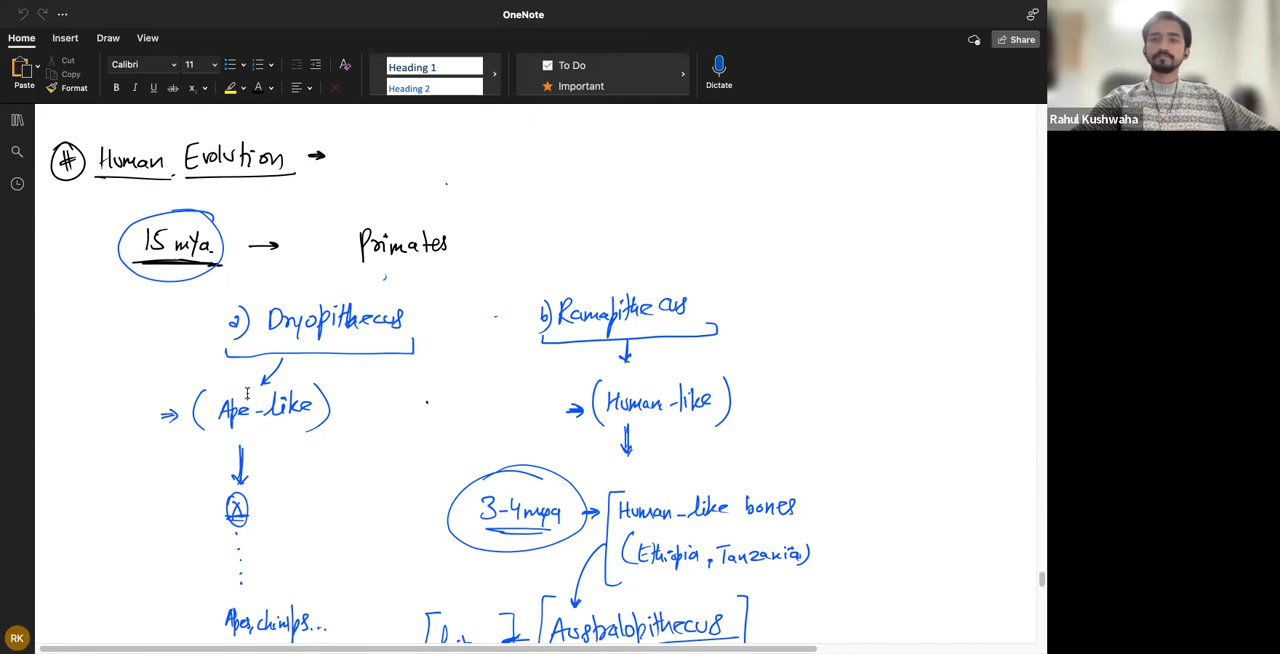 OneNote
Home Insert Draw View
Share
Paste
Cut
Copy
Format
Calibri 11
B I U ab x
A
Heading 1
Heading 2
To Do
Important
Dictate
Rahul Kushwaha
# Human Evolution →
15 mya. → Primates
a) Dryopithecus b) Ramapithecus
⇒ (Ape-like) ⇒ (Human-like)
X 3-4 mya → Human-like bones
(Ethiopia, Tanzania)
Apes, chimps...
Australopithecus
RK